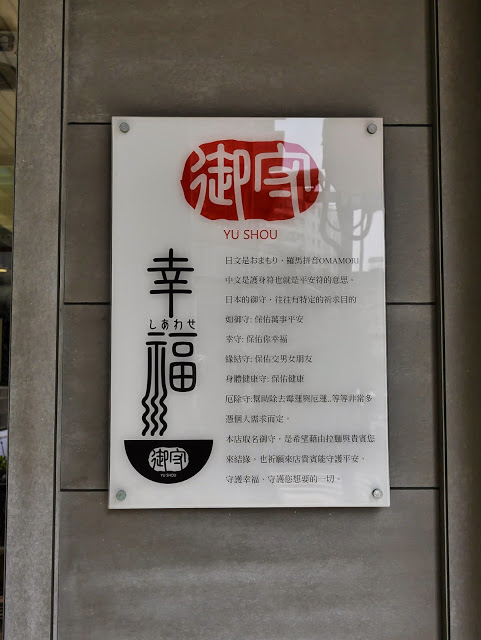 御守
YU SHOU
日文是おまもり，羅馬拼音OMAMORI
中文是護身符也就是平安符的意思。
日本的御守，往往有特定的祈求目的
如御守: 保佑萬事平安
幸守: 保佑你幸福
緣結守: 保佑交男女朋友
身體健康守: 保佑健康
厄除守:幫助除去霉運與厄運..等等非常多
憑個人需求而定。
本店取名御守，是希望藉由拉麵與貴賓您
來結緣，也祈願來店貴賓能守護平安、
守護幸福、守護您想要的一切。
幸
しあわせ
福
御守
YU SHOU